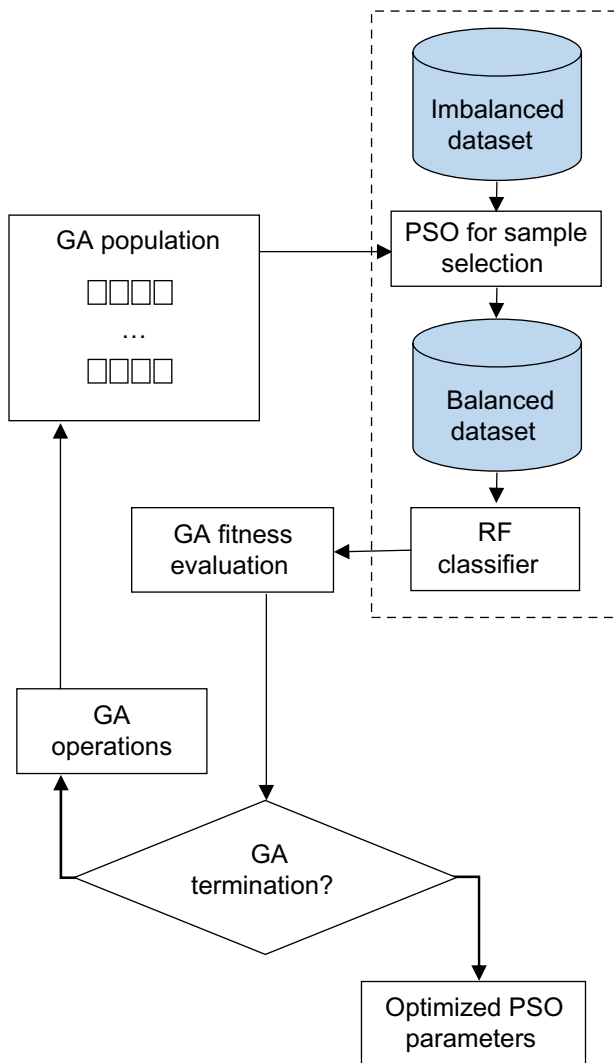 Imbalanced
dataset
GA population
…
PSO for sample
selection
Balanced
dataset
GA fitness
evaluation
RF
classifier
GA
operations
GA
termination?
Optimized PSO
parameters